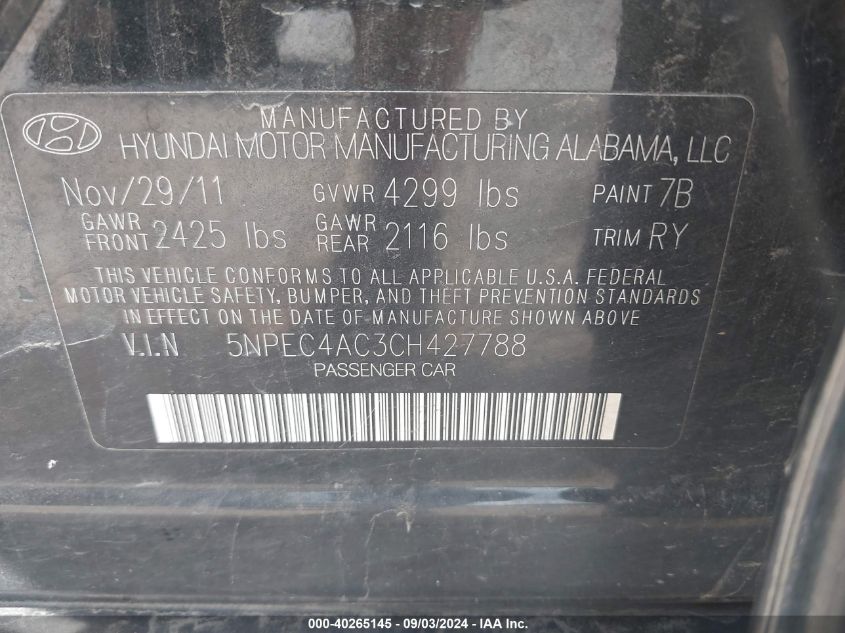 MANUFACTURED BY
HYUNDAI MOTOR MANUFACTURING ALABAMA, LLC
Nov/29/11 GVWR 4299 lbs PAINT 7B
GAWR FRONT 2425 lbs GAWR REAR 2116 lbs TRIM RY
THIS VEHICLE CONFORMS TO ALL APPLICABLE U.S.A. FEDERAL
MOTOR VEHICLE SAFETY, BUMPER, AND THEFT PREVENTION STANDARDS
IN EFFECT ON THE DATE OF MANUFACTURE SHOWN ABOVE
V.I.N 5NPEC4AC3CH427788
PASSENGER CAR
000-40265145 - 09/03/2024 - IAA Inc.